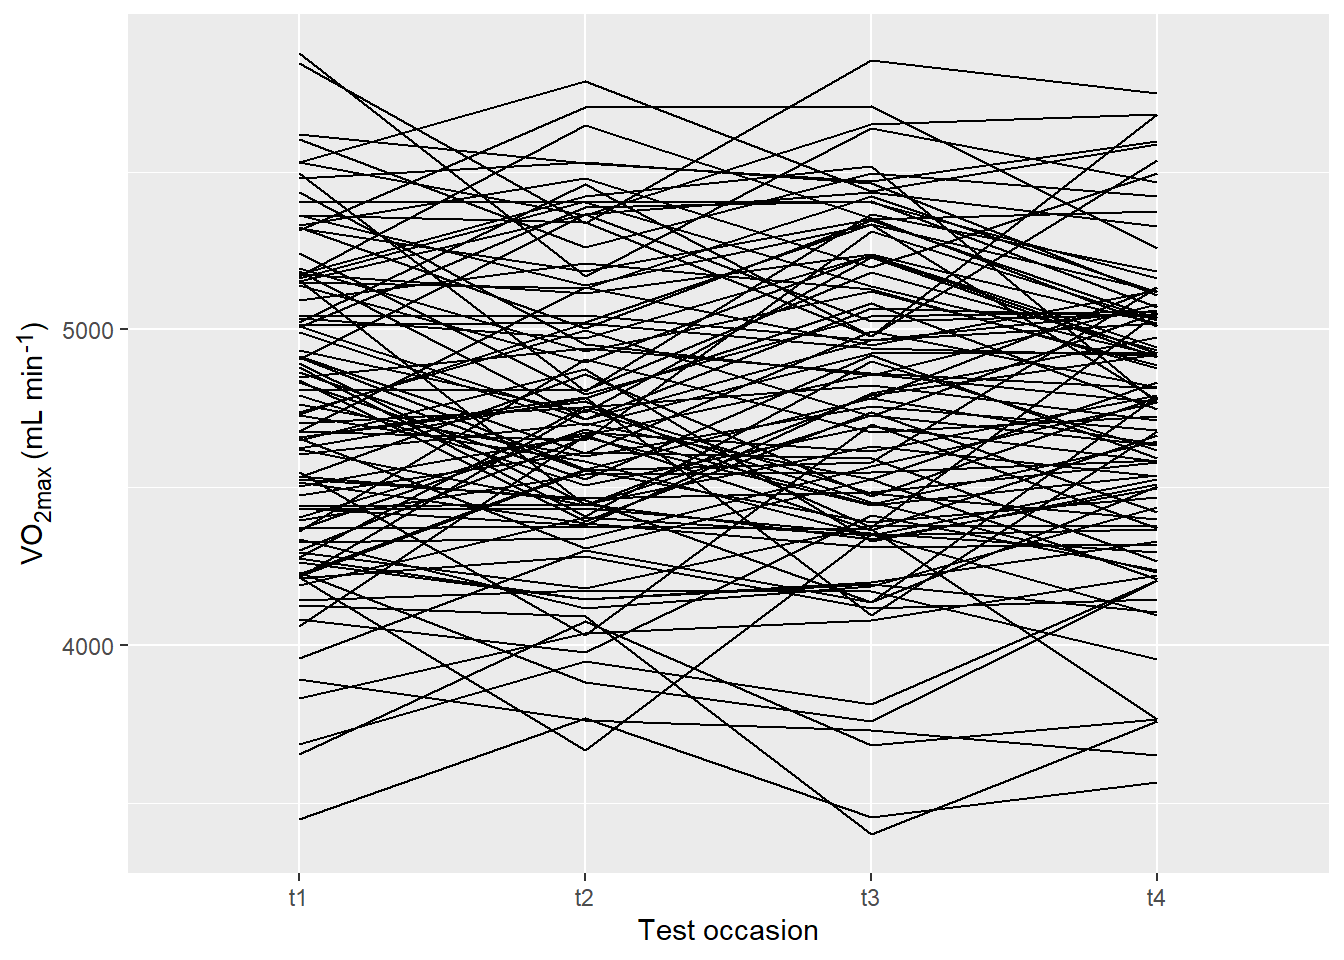 VO2max (mL min-1)
5000
4000
t1 t2 t3 t4
Test occasion